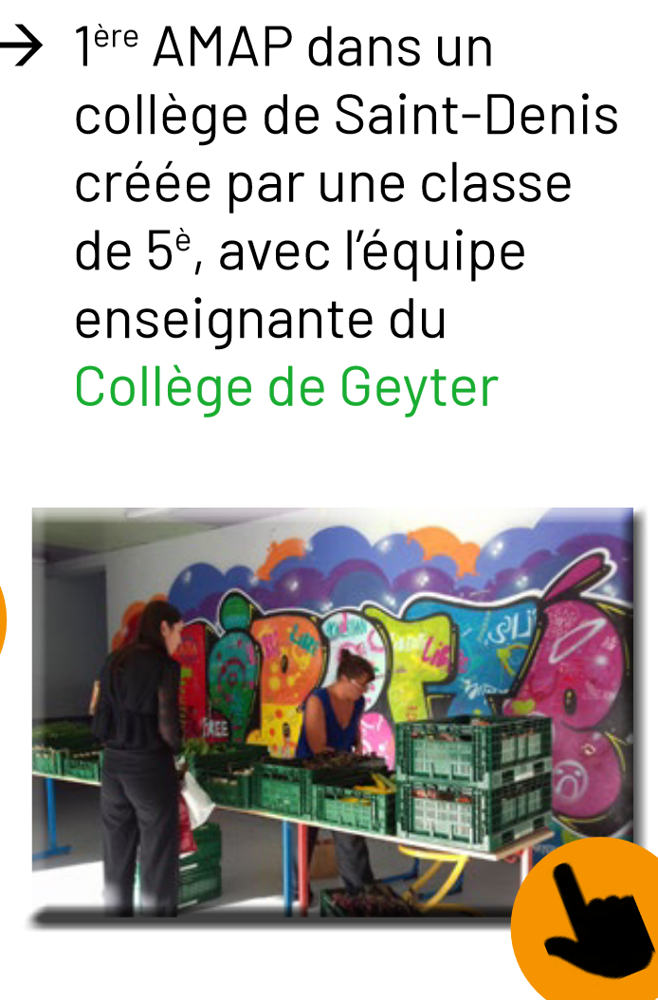 → 1ère AMAP dans un
collège de Saint-Denis
créée par une classe
de 5è, avec l’équipe
enseignante du
Collège de Geyter
FREE